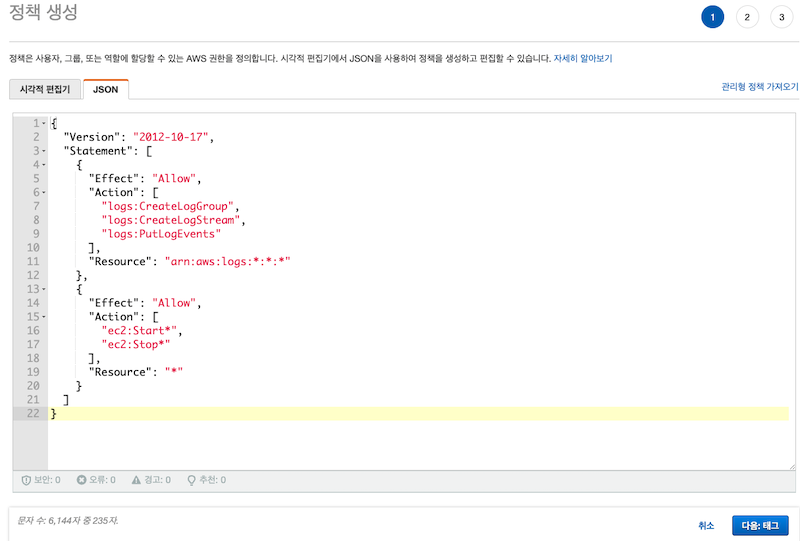 정책 생성
1 2 3
정책은 사용자, 그룹, 또는 역할에 할당할 수 있는 AWS 권한을 정의합니다. 시각적 편집기에서 JSON을 사용하여 정책을 생성하고 편집할 수 있습니다. 자세히 알아보기
시각적 편집기 JSON 관리형 정책 가져오기
1 {
2 "Version": "2012-10-17",
3 "Statement": [
4 {
5 "Effect": "Allow",
6 "Action": [
7 "logs:CreateLogGroup",
8 "logs:CreateLogStream",
9 "logs:PutLogEvents"
10 ],
11 "Resource": "arn:aws:logs:*:*:*"
12 },
13 {
14 "Effect": "Allow",
15 "Action": [
16 "ec2:Start*",
17 "ec2:Stop*"
18 ],
19 "Resource": "*"
20 }
21 ]
22 }
보안: 0 오류: 0 경고: 0 추천: 0
문자 수: 6,144자 중 235자.
취소 다음: 태그